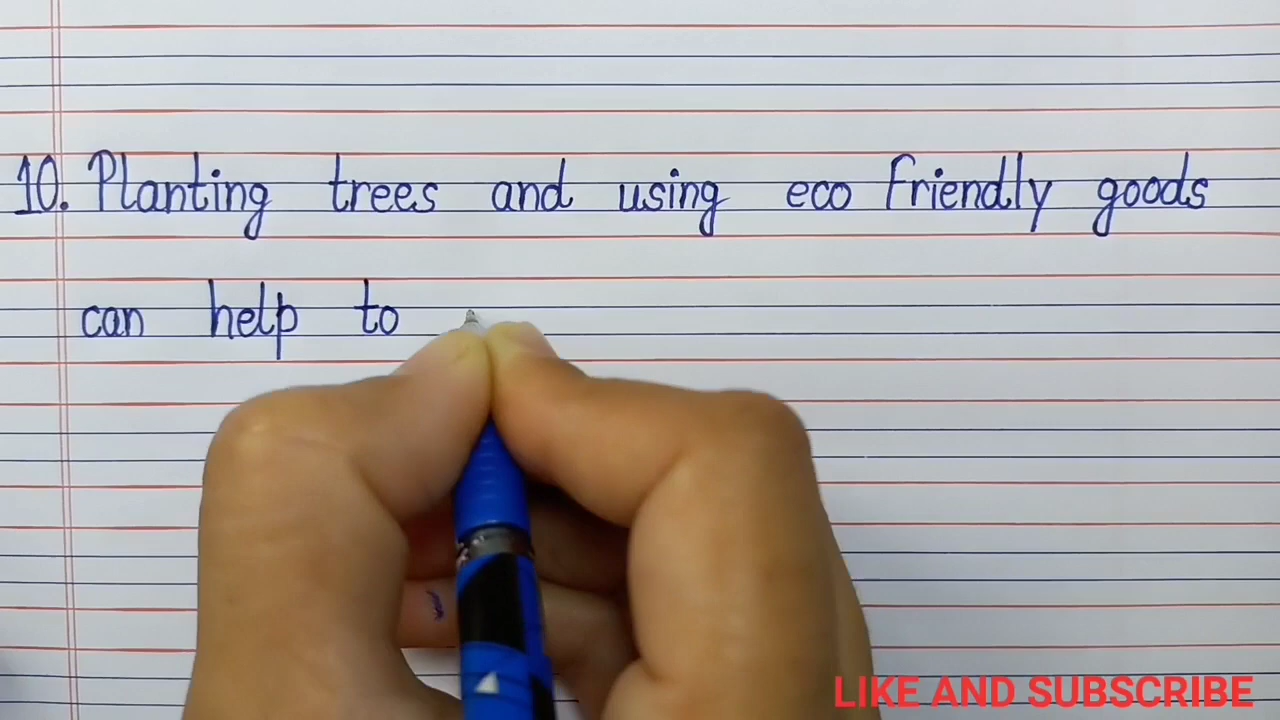 10. Planting trees and using eco friendly goods
can help to
LIKE AND SUBSCRIBE